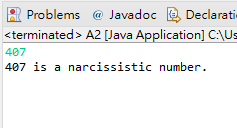 Problems @ Javadoc Declaratio
<terminated> A2 [Java Application] C:\Us
407
407 is a narcissistic number.